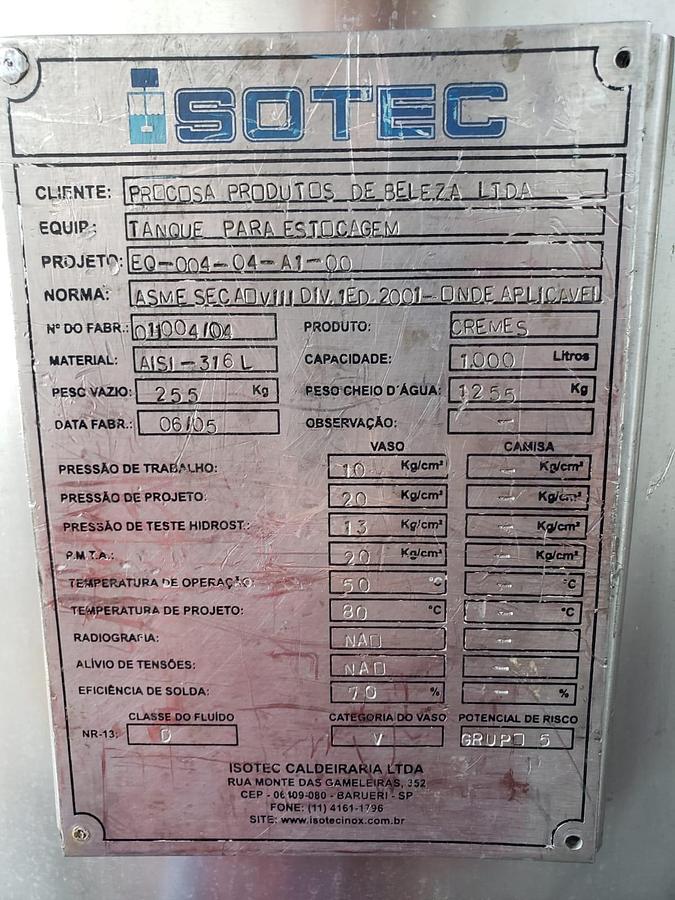 ISOTEC
CLIENTE: PROCOSA PRODUTOS DE BELEZA LTDA
EQUIP: TANQUE PARA ESTOCAGEM
PROJETO: EQ-004-04-A1-00
NORMA: ASME SECAO VIII DIV. 1 ED. 2001 - ONDE APLICAVEL
Nº DO FABR.: 011004/04 PRODUTO: CREMES
MATERIAL: AISI-316 L CAPACIDADE: 1.000 Litros
PESO VAZIO: 255 Kg PESO CHEIO D'ÁGUA: 1255 Kg
DATA FABR.: 06/05 OBSERVAÇÃO: -
VASO CAMISA
PRESSÃO DE TRABALHO: 10 Kg/cm² - Kg/cm²
PRESSÃO DE PROJETO: 20 Kg/cm² - Kg/cm²
PRESSÃO DE TESTE HIDROST.: 13 Kg/cm² - Kg/cm²
P.M.T.A.: 20 Kg/cm² - Kg/cm²
TEMPERATURA DE OPERAÇÃO: 50 °C - °C
TEMPERATURA DE PROJETO: 80 °C - °C
RADIOGRAFIA: NÃO -
ALÍVIO DE TENSÕES: NÃO -
EFICIÊNCIA DE SOLDA: 70 % - %
CLASSE DO FLUÍDO CATEGORIA DO VASO POTENCIAL DE RISCO
NR-13: D V GRUPO 5
ISOTEC CALDEIRARIA LTDA
RUA MONTE DAS GAMELEIRAS, 352
CEP - 06409-080 - BARUERI - SP
FONE: (11) 4161-1796
SITE: www.isotecinox.com.br